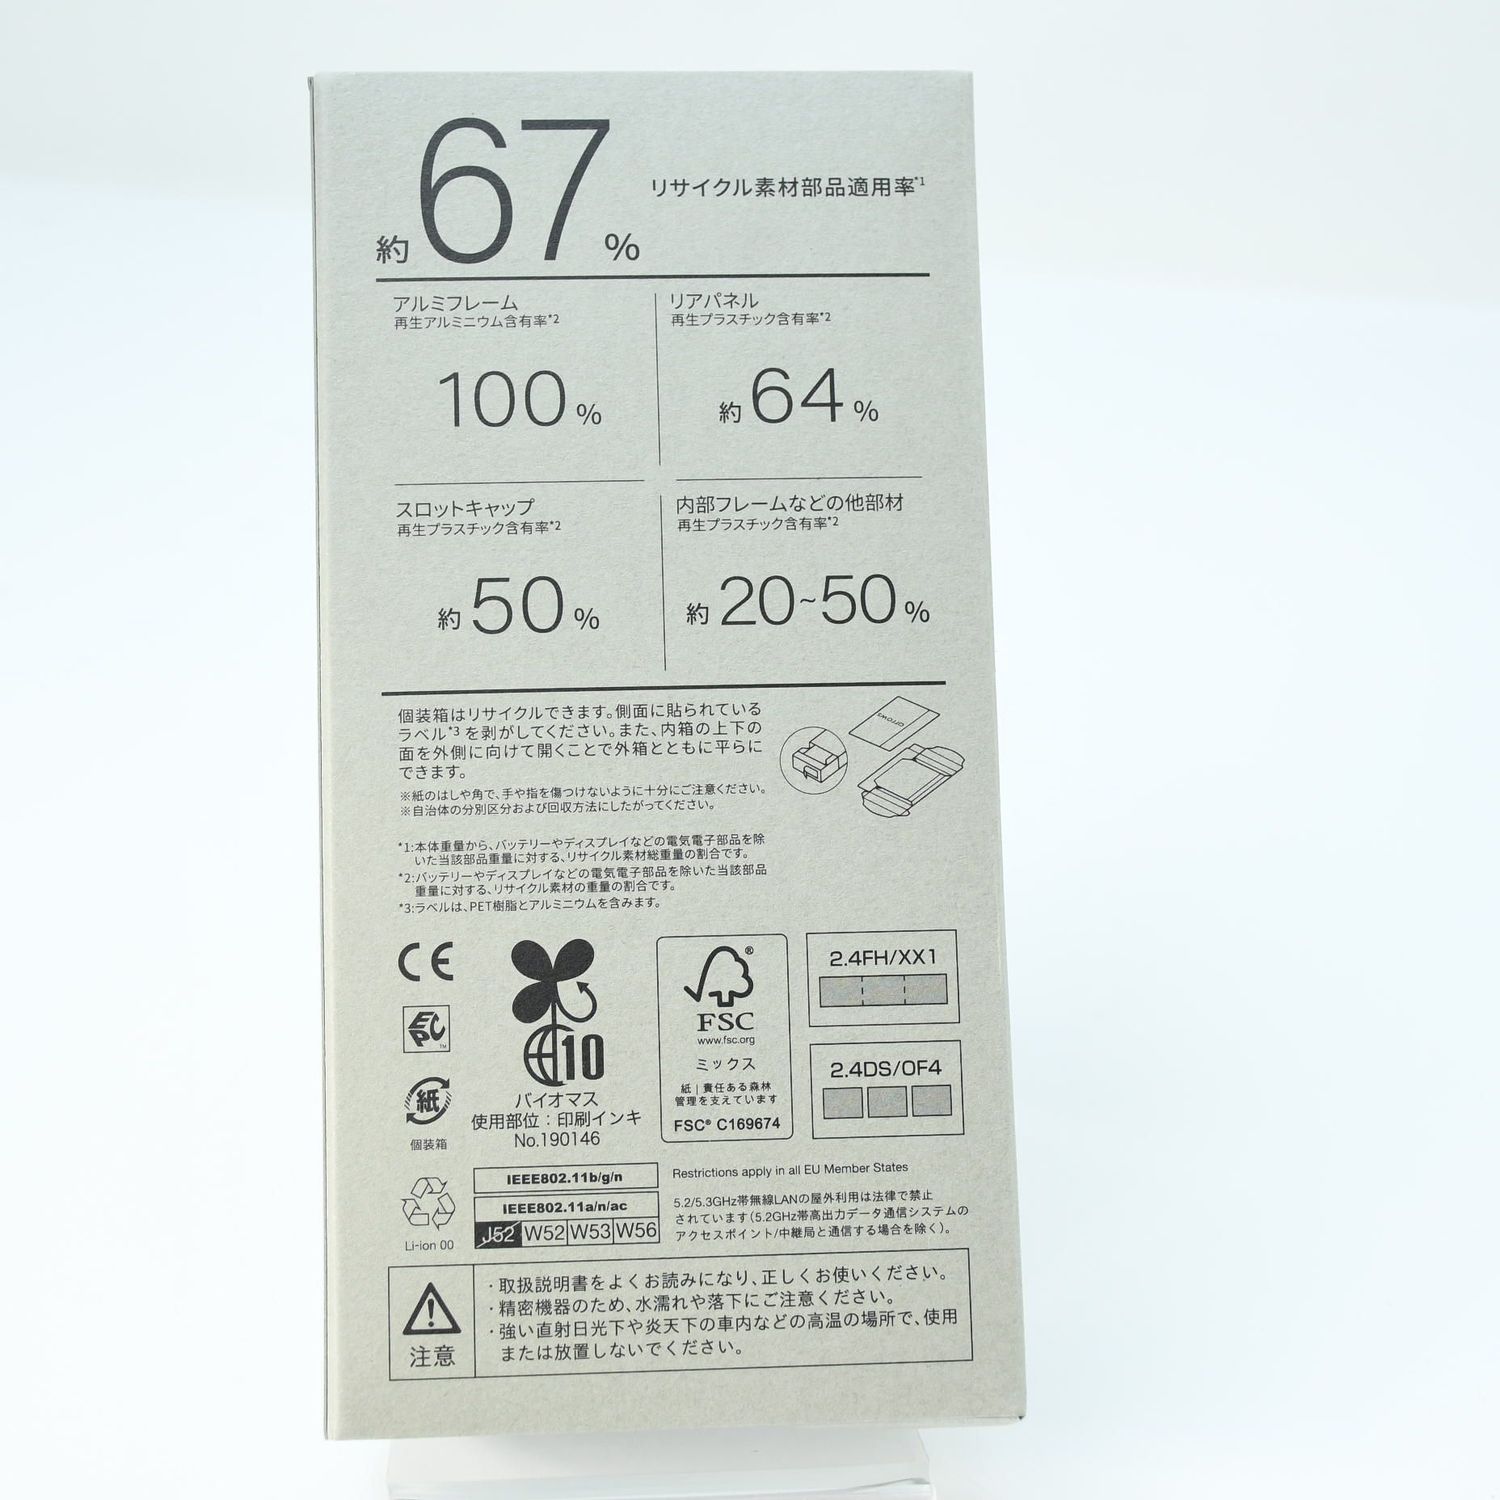 約67% リサイクル素材部品適用率*1
アルミフレーム
再生アルミニウム含有率*2
100%
リアパネル
再生プラスチック含有率*2
約64%
スロットキャップ
再生プラスチック含有率*2
約50%
内部フレームなどの他部材
再生プラスチック含有率*2
約20~50%
個装箱はリサイクルできます。側面に貼られている
ラベル*3 を剥がしてください。また、内箱の上下の
面を外側に向けて開くことで外箱とともに平らに
できます。
※紙のはしや角で、手や指を傷つけないように十分にご注意ください。
※自治体の分別区分および回収方法にしたがってください。
*1:本体重量から、バッテリーやディスプレイなどの電気電子部品を除
いた当該部品重量に対する、リサイクル素材総重量の割合です。
*2:バッテリーやディスプレイなどの電気電子部品を除いた当該部品
重量に対する、リサイクル素材の重量の割合です。
*3:ラベルは、PET樹脂とアルミニウムを含みます。
CE
EPC™
紙
個装箱
10
バイオマス
使用部位：印刷インキ
No.190146
®
FSC
www.fsc.org
ミックス
紙 | 責任ある森林
管理を支えています
FSC® C169674
2.4FH/XX1
2.4DS/OF4
Li-ion 00
IEEE802.11b/g/n
IEEE802.11a/n/ac
J52 W52 W53 W56
Restrictions apply in all EU Member States
5.2/5.3GHz帯無線LANの屋外利用は法律で禁止
されています(5.2GHz帯高出力データ通信システムの
アクセスポイント/中継局と通信する場合を除く)。
注意
・取扱説明書をよくお読みになり、正しくお使いください。
・精密機器のため、水濡れや落下にご注意ください。
・強い直射日光下や炎天下の車内などの高温の場所で、使用
または放置しないでください。